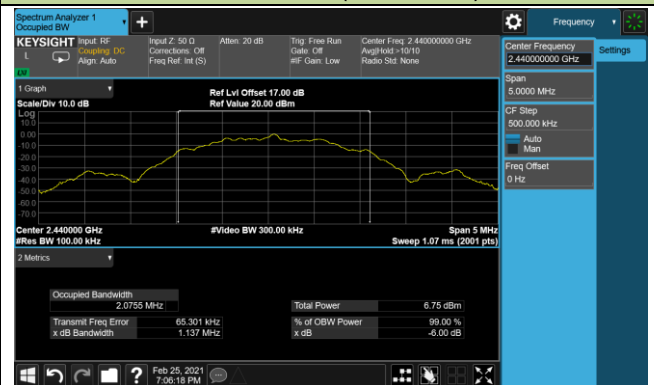 Spectrum Analyzer 1
Occupied BW
Frequency
KEYSIGHT Input: RF
Coupling: DC
Align: Auto
Input Z: 50 Ω
Corrections: Off
Freq Ref: Int (S)
Atten: 20 dB
Trig: Free Run
Gate: Off
#IF Gain: Low
Center Freq: 2.440000000 GHz
Avg|Hold:>10/10
Radio Std: None
L
Center Frequency
2.440000000 GHz
Settings
Span
5.0000 MHz
CF Step
500.000 kHz
Auto
Man
Freq Offset
0 Hz
1 Graph
Scale/Div 10.0 dB
Ref Lvl Offset 17.00 dB
Ref Value 20.00 dBm
Log
10.0
0.00
-10.0
-20.0
-30.0
-40.0
-50.0
-60.0
-70.0
Center 2.440000 GHz
#Res BW 100.00 kHz
#Video BW 300.00 kHz
Span 5 MHz
Sweep 1.07 ms (2001 pts)
2 Metrics
Occupied Bandwidth
2.0755 MHz
Total Power 6.75 dBm
Transmit Freq Error 65.301 kHz
% of OBW Power 99.00 %
x dB Bandwidth 1.137 MHz
x dB -6.00 dB
?
Feb 25, 2021
7:06:18 PM